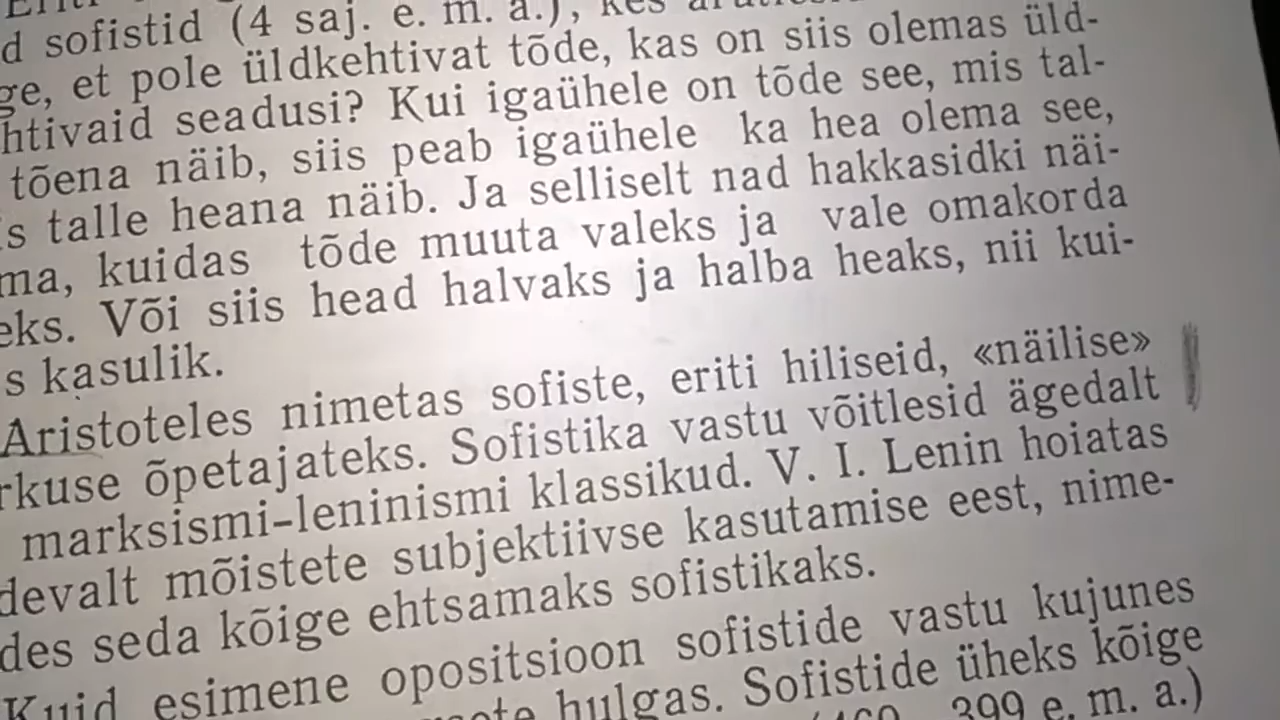 d sofistid (4 saj. e. m. a.), kes
ge, et pole üldkehtivat tõde, kas on siis olemas üld-
htivaid seadusi? Kui igaühele on tõde see, mis tal-
tõena näib, siis peab igaühele ka hea olema see,
s talle heana näib. Ja selliselt nad hakkasidki näi-
ma, kuidas tõde muuta valeks ja vale omakorda
eks. Või siis head halvaks ja halba heaks, nii kui-
s kasulik.
Aristoteles nimetas sofiste, eriti hiliseid, «näilise»
rkuse õpetajateks. Sofistika vastu võitlesid ägedalt
marksismi-leninismi klassikud. V. I. Lenin hoiatas
devalt mõistete subjektiivse kasutamise eest, nime-
des seda kõige ehtsamaks sofistikaks.
Kuid esimene opositsioon sofistide vastu kujunes
hulgas. Sofistide üheks kõige
399 e. m. a.)